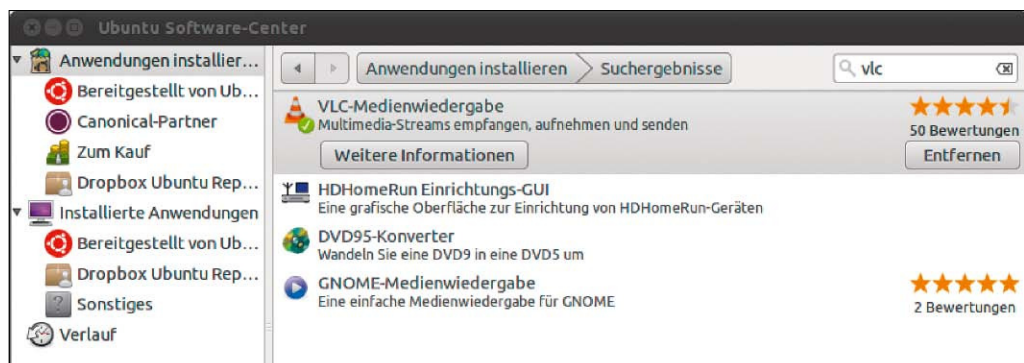 Ubuntu Software-Center
Anwendungen installier...
Bereitgestellt von Ub...
Canonical-Partner
Zum Kauf
Dropbox Ubuntu Rep...
Installierte Anwendungen
Bereitgestellt von Ub...
Dropbox Ubuntu Rep...
Sonstiges
Verlauf
Anwendungen installieren
Suchergebnisse
vlc
VLC-Medienwiedergabe
Multimedia-Streams empfangen, aufnehmen und senden
50 Bewertungen
Weitere Informationen
Entfernen
HDHomeRun Einrichtungs-GUI
Eine grafische Oberfläche zur Einrichtung von HDHomeRun-Geräten
DVD95-Konverter
Wandeln Sie eine DVD9 in eine DVD5 um
GNOME-Medienwiedergabe
Eine einfache Medienwiedergabe für GNOME
2 Bewertungen